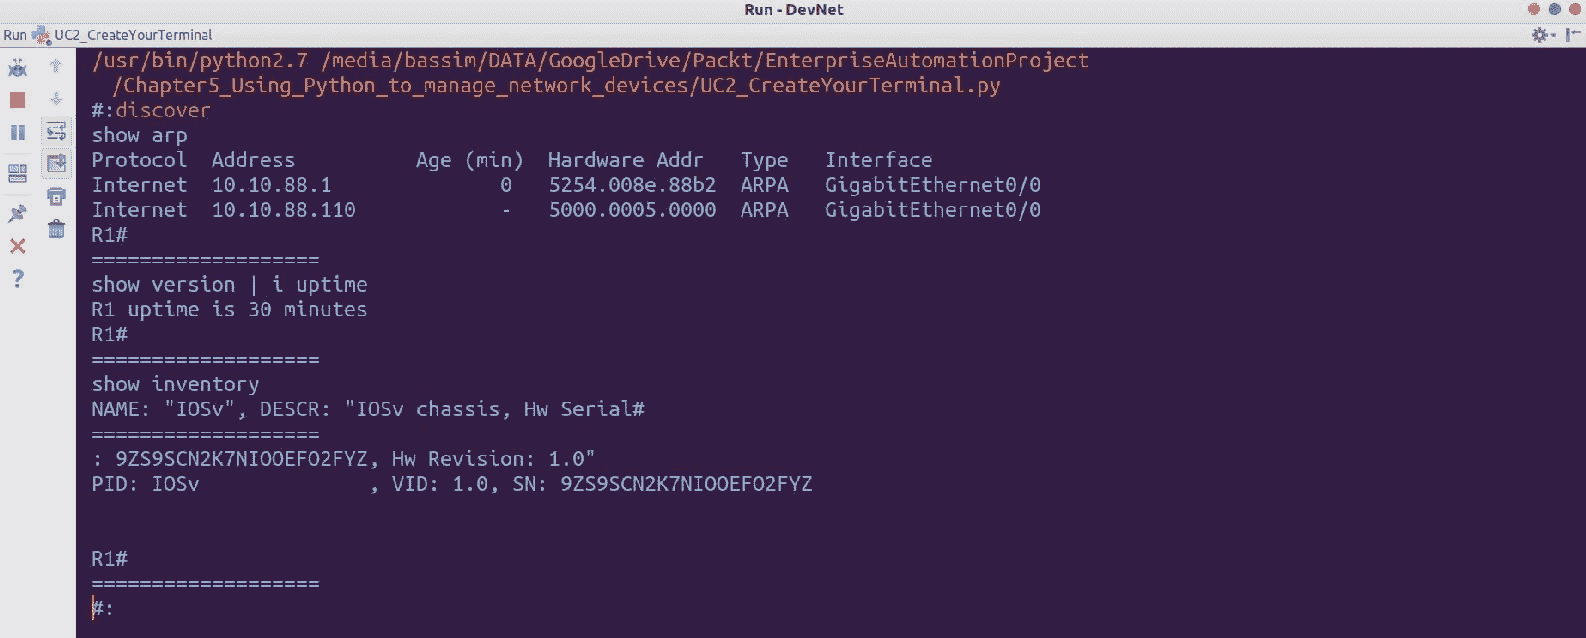 Run - DevNet
Run UC2_CreateYourTerminal
/usr/bin/python2.7 /media/bassim/DATA/GoogleDrive/Packt/EnterpriseAutomationProject
/Chapter5_Using_Python_to_manage_network_devices/UC2_CreateYourTerminal.py
#:discover
show arp
Protocol  Address          Age (min)  Hardware Addr   Type   Interface
Internet  10.10.88.1              0   5254.008e.88b2  ARPA   GigabitEthernet0/0
Internet  10.10.88.110            -   5000.0005.0000  ARPA   GigabitEthernet0/0
R1#
===================
show version | i uptime
R1 uptime is 30 minutes
R1#
===================
show inventory
NAME: "IOSv", DESCR: "IOSv chassis, Hw Serial#
===================
: 9ZS9SCN2K7NIOOEFO2FYZ, Hw Revision: 1.0"
PID: IOSv              , VID: 1.0, SN: 9ZS9SCN2K7NIOOEFO2FYZ
R1#
===================
#: